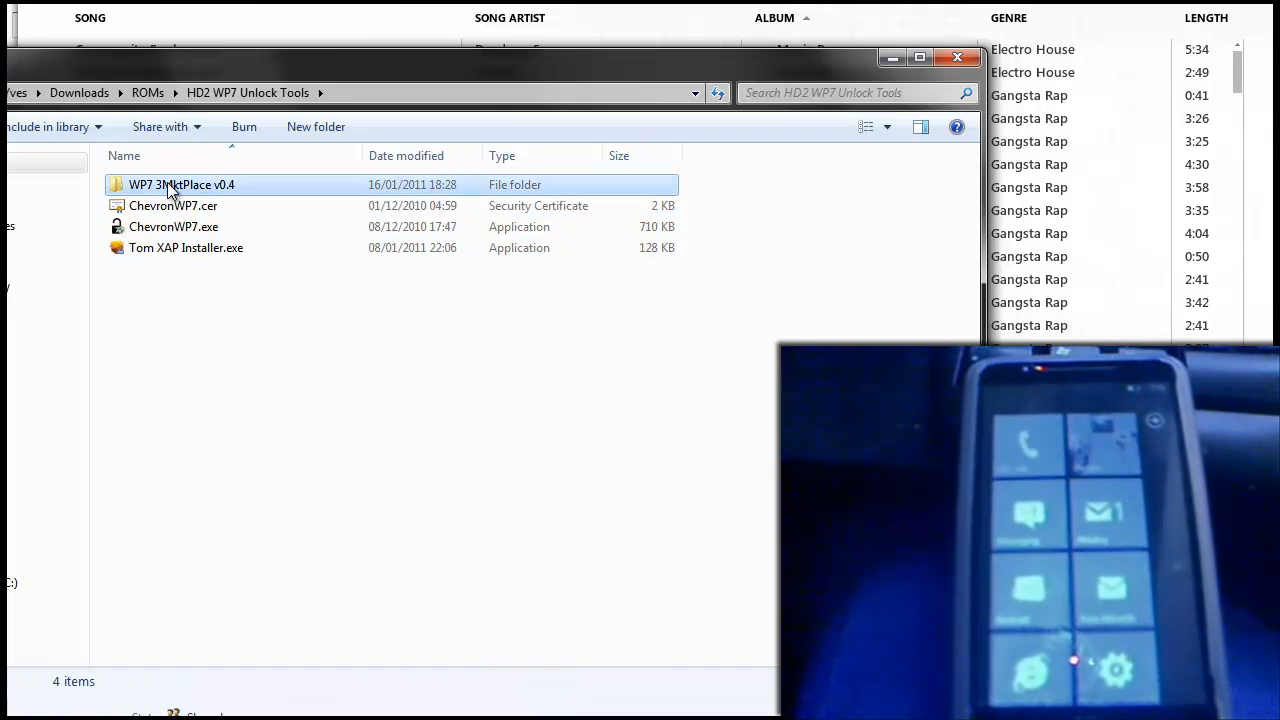 SONG SONG ARTIST ALBUM GENRE LENGTH
Electro House 5:34
Electro House 2:49
Gangsta Rap 0:41
Gangsta Rap 3:26
Gangsta Rap 3:25
Gangsta Rap 4:30
Gangsta Rap 3:58
Gangsta Rap 3:35
Gangsta Rap 4:04
Gangsta Rap 0:50
Gangsta Rap 2:41
Gangsta Rap 3:42
Gangsta Rap 2:41
Downloads ROMs HD2 WP7 Unlock Tools
Search HD2 WP7 Unlock Tools
nclude in library Share with Burn New folder
Name Date modified Type Size
WP7 3MktPlace v0.4 16/01/2011 18:28 File folder
ChevronWP7.cer 01/12/2010 04:59 Security Certificate 2 KB
ChevronWP7.exe 08/12/2010 17:47 Application 710 KB
Tom XAP Installer.exe 08/01/2011 22:06 Application 128 KB
C:)
4 items